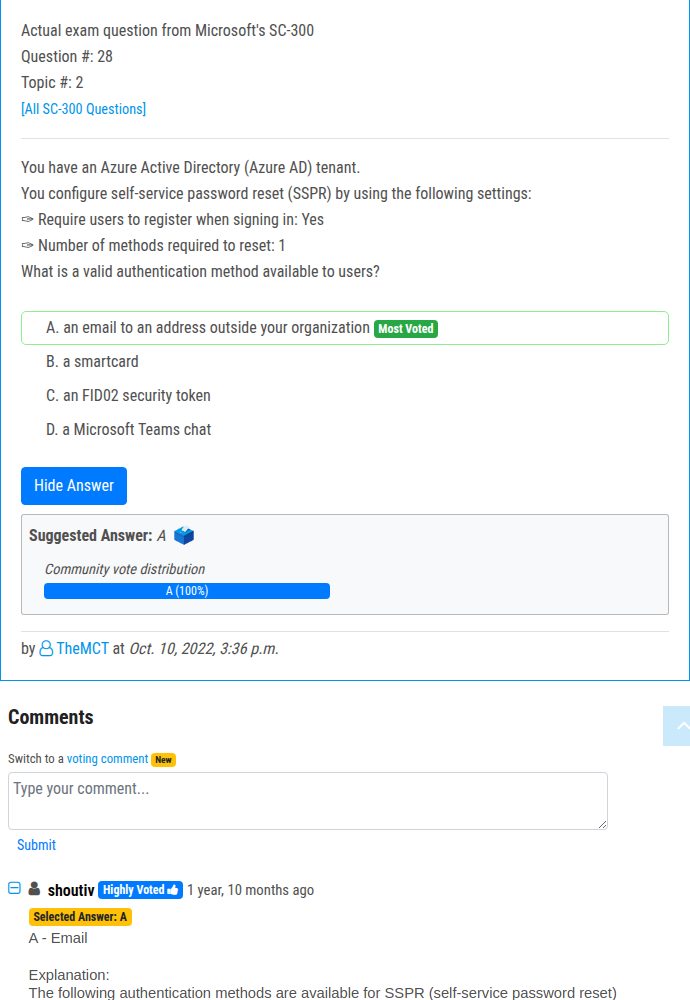 Actual exam question from Microsoft's SC-300
Question #: 28
Topic #: 2
[All SC-300 Questions]
You have an Azure Active Directory (Azure AD) tenant.
You configure self-service password reset (SSPR) by using the following settings:
✑ Require users to register when signing in: Yes
✑ Number of methods required to reset: 1
What is a valid authentication method available to users?
A. an email to an address outside your organization Most Voted
B. a smartcard
C. an FID02 security token
D. a Microsoft Teams chat
Hide Answer
Suggested Answer: A
Community vote distribution
A (100%)
by TheMCT at Oct. 10, 2022, 3:36 p.m.
Comments
Switch to a voting comment New
Type your comment...
Submit
shoutiv Highly Voted 1 year, 10 months ago
Selected Answer: A
A - Email
Explanation:
The following authentication methods are available for SSPR (self-service password reset)